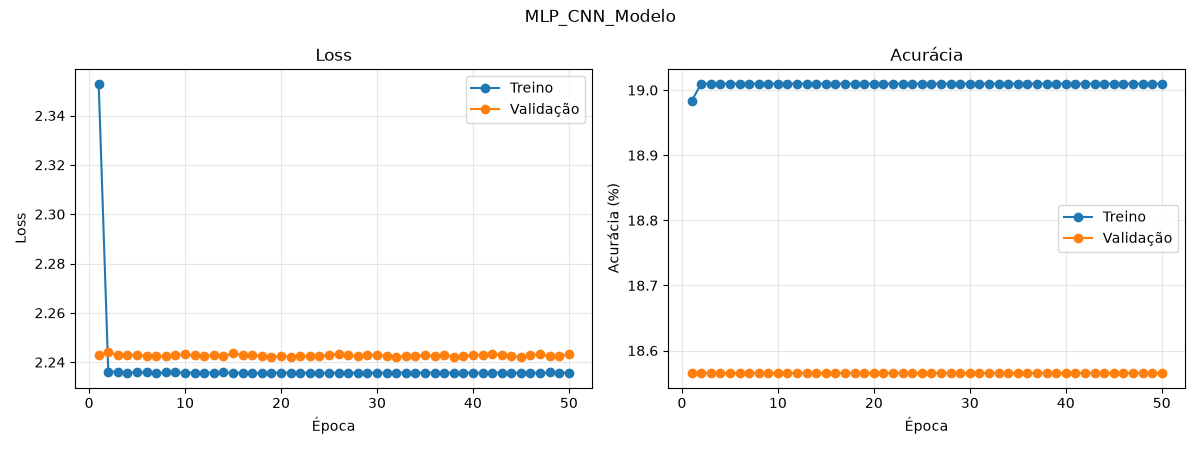 MLP_CNN_Modelo
Loss
Treino
Validação
2.34
2.32
2.30
2.28
2.26
2.24
Loss
0
10
20
30
40
50
Época
Acurácia
Treino
Validação
19.0
18.9
18.8
18.7
18.6
Acurácia (%)
0
10
20
30
40
50
Época